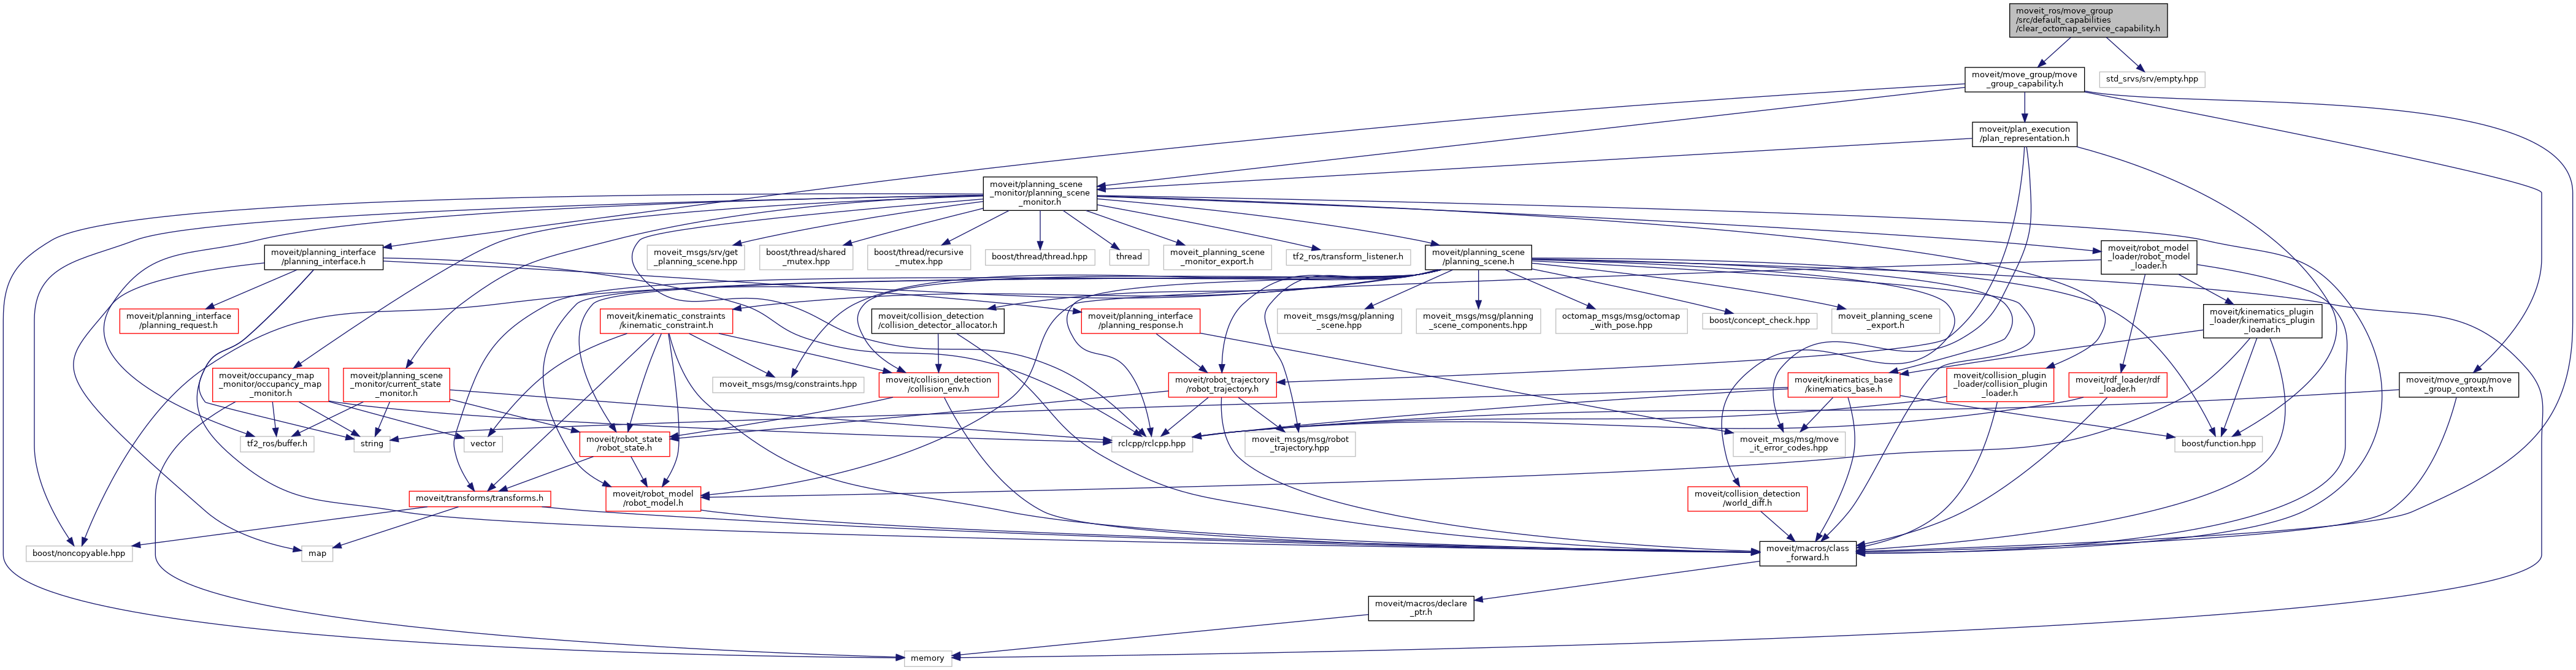 moveit_ros/move_group
/src/default_capabilities
/clear_octomap_service_capability.h
moveit/move_group/move
_group_capability.h
std_srvs/srv/empty.hpp
moveit/plan_execution
/plan_representation.h
moveit/planning_scene
_monitor/planning_scene
_monitor.h
moveit/planning_interface
/planning_interface.h
moveit_msgs/srv/get
_planning_scene.hpp
boost/thread/shared
_mutex.hpp
boost/thread/recursive
_mutex.hpp
boost/thread/thread.hpp
thread
moveit_planning_scene
_monitor_export.h
tf2_ros/transform_listener.h
moveit/planning_scene
/planning_scene.h
moveit/robot_model
_loader/robot_model
_loader.h
moveit/planning_interface
/planning_request.h
moveit/kinematic_constraints
/kinematic_constraint.h
moveit/collision_detection
/collision_detector_allocator.h
moveit/planning_interface
/planning_response.h
moveit_msgs/msg/planning
_scene.hpp
moveit_msgs/msg/planning
_scene_components.hpp
octomap_msgs/msg/octomap
_with_pose.hpp
boost/concept_check.hpp
moveit_planning_scene
_export.h
moveit/kinematics_plugin
_loader/kinematics_plugin
_loader.h
moveit/occupancy_map
_monitor/occupancy_map
_monitor.h
moveit/planning_scene
_monitor/current_state
_monitor.h
moveit_msgs/msg/constraints.hpp
moveit/collision_detection
/collision_env.h
moveit/robot_trajectory
/robot_trajectory.h
moveit/kinematics_base
/kinematics_base.h
moveit/collision_plugin
_loader/collision_plugin
_loader.h
moveit/rdf_loader/rdf
_loader.h
moveit/move_group/move
_group_context.h
tf2_ros/buffer.h
string
vector
moveit/robot_state
/robot_state.h
rclcpp/rclcpp.hpp
moveit_msgs/msg/robot
_trajectory.hpp
moveit_msgs/msg/move
_it_error_codes.hpp
boost/function.hpp
moveit/transforms/transforms.h
moveit/robot_model
/robot_model.h
moveit/collision_detection
/world_diff.h
boost/noncopyable.hpp
map
moveit/macros/class
_forward.h
moveit/macros/declare
_ptr.h
memory